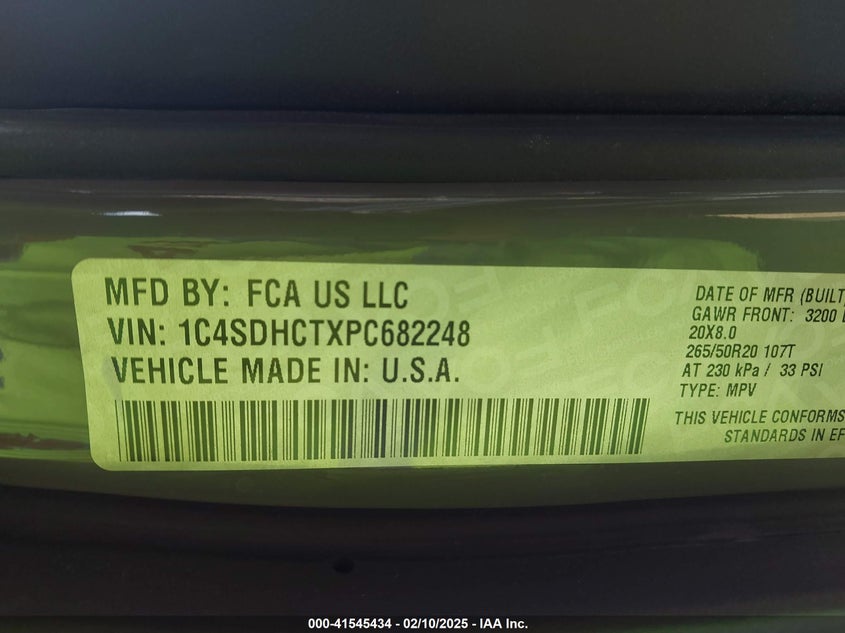 MFD BY: FCA US LLC
VIN: 1C4SDHCTXPC682248
VEHICLE MADE IN: U.S.A.
DATE OF MFR (BUILT
GAWR FRONT: 3200
20X8.0
265/50R20 107T
AT 230 kPa / 33 PSI
TYPE: MPV
THIS VEHICLE CONFORMS
STANDARDS IN EF
000-41545434 - 02/10/2025 - IAA Inc.